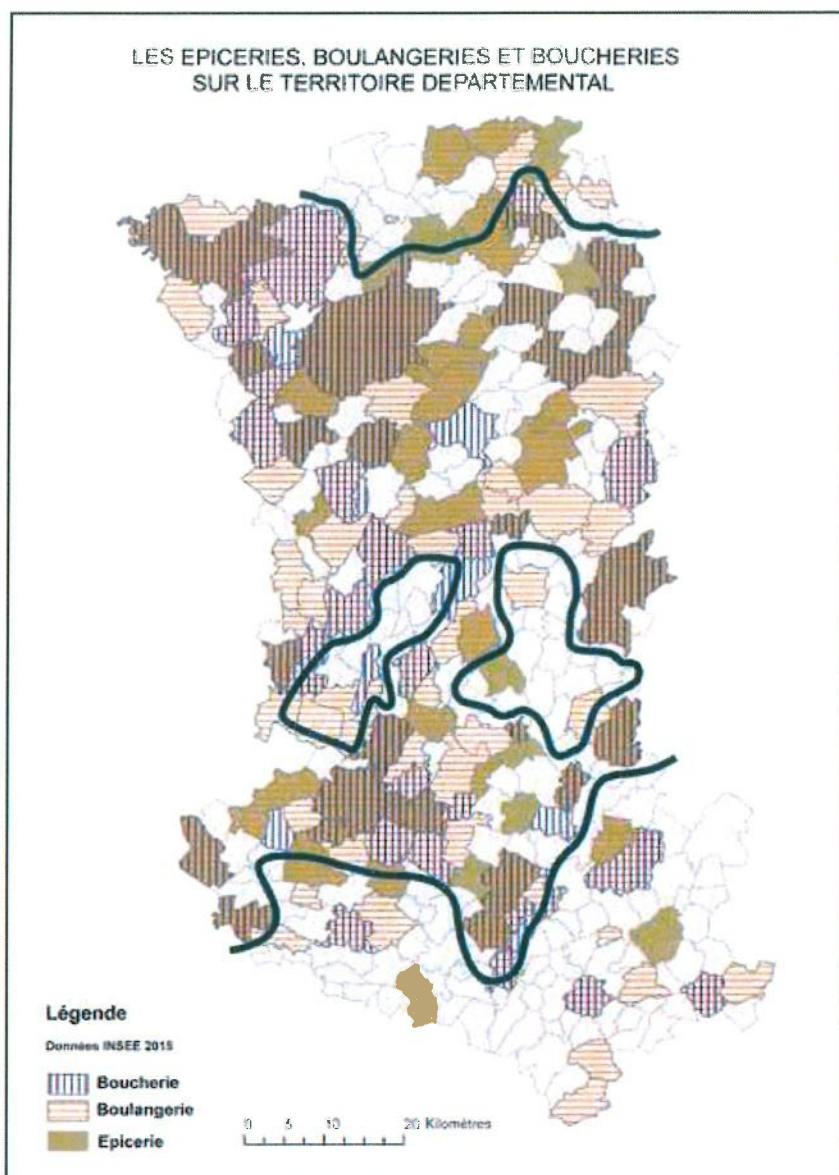 LES EPICERIES, BOULANGERIES ET BOUCHERIES
SUR LE TERRITOIRE DEPARTEMENTAL
Légende
Données INSEE 2015
Boucherie
Boulangerie
Epicerie
0 5 10 20 Kilomètres